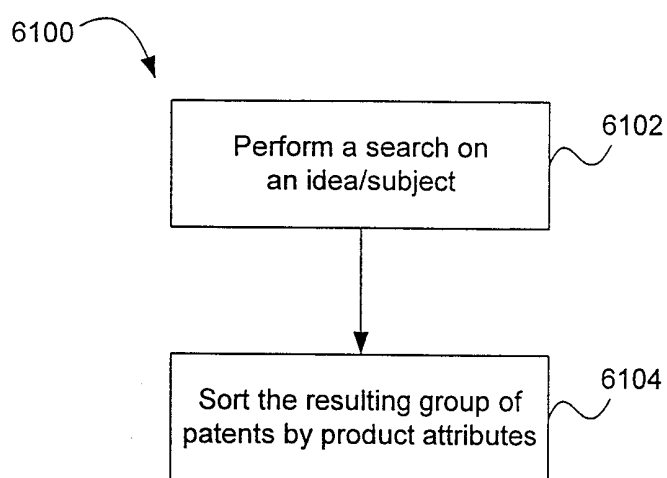 6100
6102
Perform a search on
an idea/subject
6104
Sort the resulting group of
patents by product attributes